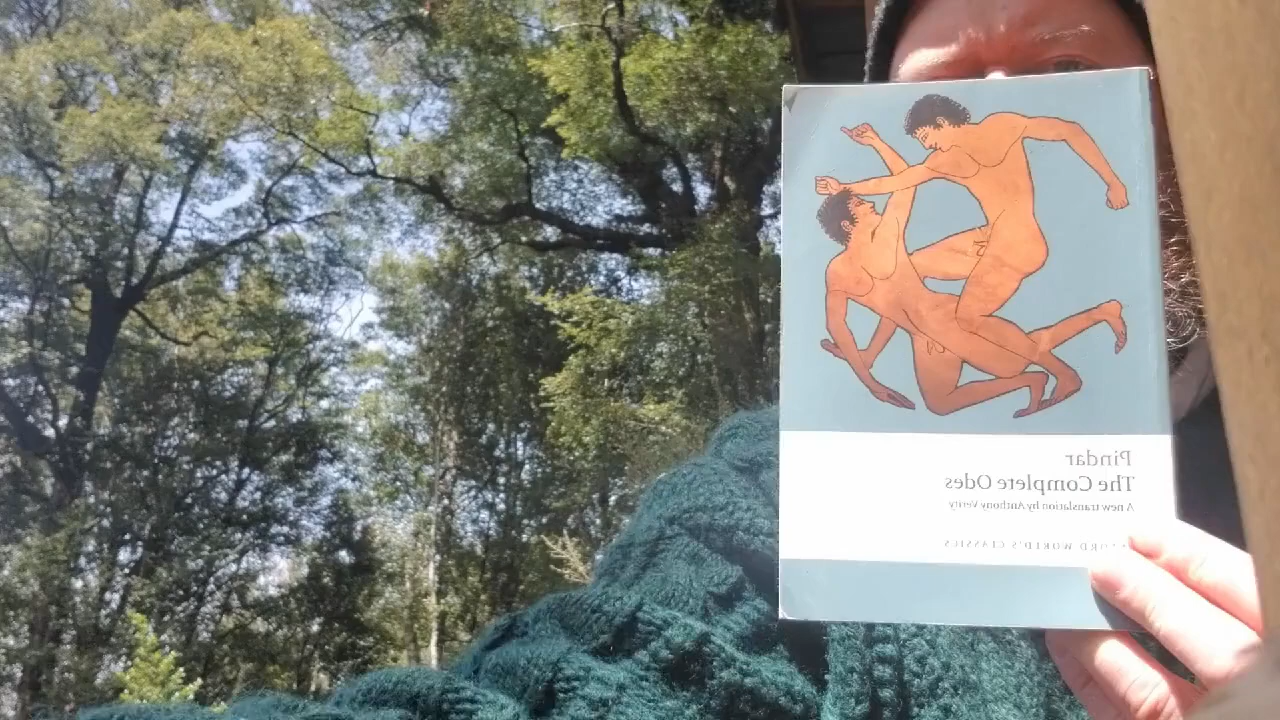 Pindar
The Complete Odes
A new translation by Anthony Verity
WORLD'S CLASSICS